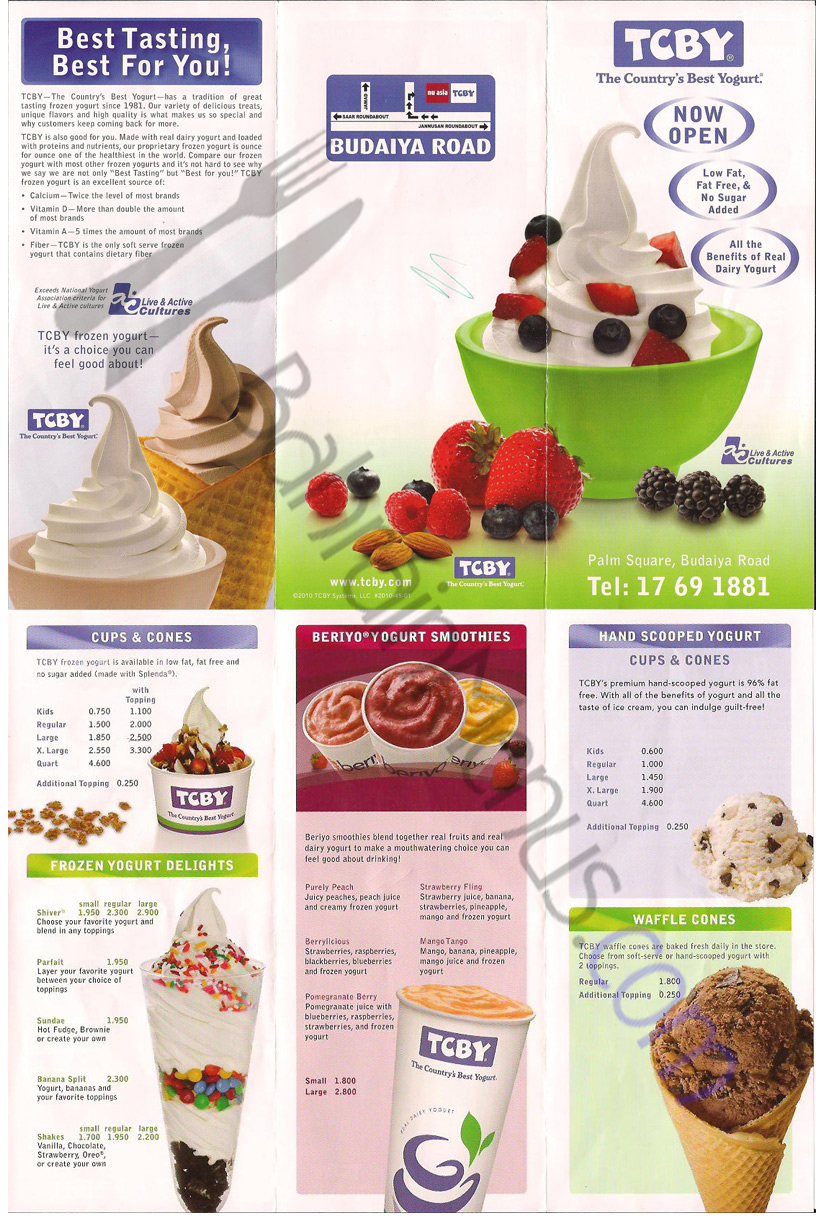 Best Tasting,
Best For You!
TCBY—The Country's Best Yogurt—has a tradition of great
tasting frozen yogurt since 1981. Our variety of delicious treats,
unique flavors and high quality is what makes us so special and
why customers keep coming back for more.
TCBY is also good for you. Made with real dairy yogurt and loaded
with proteins and nutrients, our proprietary frozen yogurt is ounce
for ounce one of the healthiest in the world. Compare our frozen
yogurt with most other frozen yogurts and it's not hard to see why
we say we are not only "Best Tasting" but "Best for you!" TCBY
frozen yogurt is an excellent source of:
• Calcium—Twice the level of most brands
• Vitamin D—More than double the amount
of most brands
• Vitamin A—5 times the amount of most brands
• Fiber—TCBY is the only soft serve frozen
yogurt that contains dietary fiber
Exceeds National Yogurt
Association criteria for
Live & Active cultures
Live & Active
Cultures
TCBY frozen yogurt—
it's a choice you can
feel good about!
TCBY®
The Country's Best Yogurt.®
JAWAD
nu asia TCBY
SAAR ROUNDABOUT
JANNUSAN ROUNDABOUT
BUDAIYA ROAD
www.tcby.com
©2010 TCBY Systems, LLC. #2010-45-01
TCBY®
The Country's Best Yogurt.®
TCBY®
The Country's Best Yogurt.®
NOW
OPEN
Low Fat,
Fat Free, &
No Sugar
Added
All the
Benefits of Real
Dairy Yogurt
Live & Active
Cultures
Palm Square, Budaiya Road
Tel: 17 69 1881
CUPS & CONES
TCBY frozen yogurt is available in low fat, fat free and
no sugar added (made with Splenda®).
with
Topping
Kids 0.750 1.100
Regular 1.500 2.000
Large 1.850 2.500
X. Large 2.550 3.300
Quart 4.600
Additional Topping 0.250
TCBY®
The Country's Best Yogurt
FROZEN YOGURT DELIGHTS
small regular large
Shiver® 1.950 2.300 2.900
Choose your favorite yogurt and
blend in any toppings
Parfait 1.950
Layer your favorite yogurt
between your choice of
toppings
Sundae 1.950
Hot Fudge, Brownie
or create your own
Banana Split 2.300
Yogurt, bananas and
your favorite toppings
small regular large
Shakes 1.700 1.950 2.200
Vanilla, Chocolate,
Strawberry, Oreo®,
or create your own
BERIYO® YOGURT SMOOTHIES
beriyo
Beriyo smoothies blend together real fruits and real
dairy yogurt to make a mouthwatering choice you can
feel good about drinking!
Purely Peach
Juicy peaches, peach juice
and creamy frozen yogurt
Berrylicious
Strawberries, raspberries,
blackberries, blueberries
and frozen yogurt
Pomegranate Berry
Pomegranate juice with
blueberries, raspberries,
strawberries, and frozen
yogurt
Strawberry Fling
Strawberry juice, banana,
strawberries, pineapple,
mango and frozen yogurt
Mango Tango
Mango, banana, pineapple,
mango juice and frozen
yogurt
Small 1.800
Large 2.800
TCBY®
The Country's Best Yogurt.
REAL DAIRY YOGURT
HAND SCOOPED YOGURT
CUPS & CONES
TCBY's premium hand-scooped yogurt is 96% fat
free. With all of the benefits of yogurt and all the
taste of ice cream, you can indulge guilt-free!
Kids 0.600
Regular 1.000
Large 1.450
X. Large 1.900
Quart 4.600
Additional Topping 0.250
WAFFLE CONES
TCBY waffle cones are baked fresh daily in the store.
Choose from soft-serve or hand-scooped yogurt with
2 toppings.
Regular 1.800
Additional Topping 0.250
BahrainMenus.com